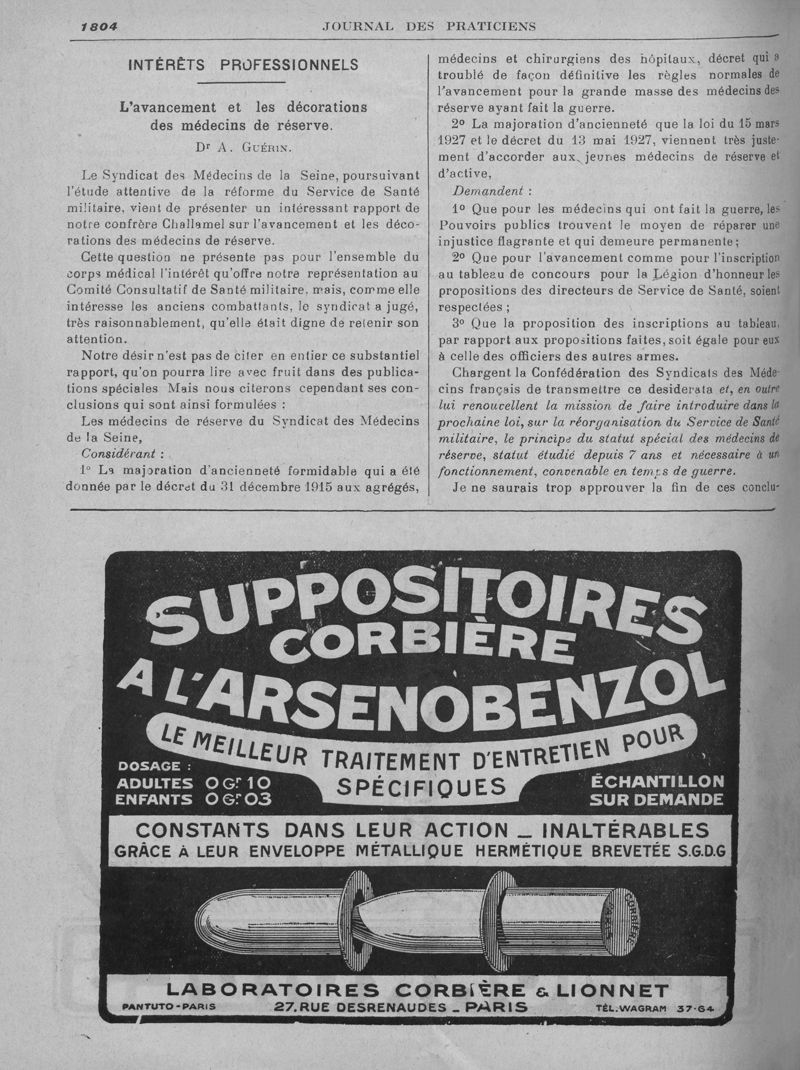 1804
JOURNAL DES PRATICIENS
INTÉRÊTS PROFESSIONNELS
L'avancement et les décorations
des médecins de réserve.
Dr A. GUÉRIN.
Le Syndicat des Médecins de la Seine, poursuivant
l'étude attentive de la réforme du Service de Santé
militaire, vient de présenter un intéressant rapport de
notre confrère Challamel sur l'avancement et les déco-
rations des médecins de réserve.
Cette question ne présente pas pour l'ensemble du
corps médical l'intérêt qu'offre notre représentation au
Comité Consultatif de Santé militaire, mais, comme elle
intéresse les anciens combattants, le syndicat a jugé,
très raisonnablement, qu'elle était digne de retenir son
attention.
Notre désir n'est pas de citer en entier ce substantiel
rapport, qu'on pourra lire avec fruit dans des publica-
tions spéciales Mais nous citerons cependant ses con-
clusions qui sont ainsi formulées :
Les médecins de réserve du Syndicat des Médecins
de la Seine,
Considérant :
1º La majoration d'ancienneté formidable qui a été
donnée par le décret du 31 décembre 1915 aux agrégés,
médecins et chirurgiens des hôpitaux, décret qui a
troublé de façon définitive les règles normales de
l'avancement pour la grande masse des médecins des
réserve ayant fait la guerre.
2º La majoration d'ancienneté que la loi du 15 mars
1927 et le décret du 13 mai 1927, viennent très juste-
ment d'accorder aux jeunes médecins de réserve et
d'active,
Demandent :
1º Que pour les médecins qui ont fait la guerre, les
Pouvoirs publics trouvent le moyen de réparer une
injustice flagrante et qui demeure permanente ;
2º Que pour l'avancement comme pour l'inscription
au tableau de concours pour la Légion d'honneur les
propositions des directeurs de Service de Santé, soient
respectées ;
3º Que la proposition des inscriptions au tableau,
par rapport aux propositions faites, soit égale pour eux
à celle des officiers des autres armes.
Chargent la Confédération des Syndicats des Méde-
cins français de transmettre ce desiderata et, en outre
lui renouvellent la mission de faire introduire dans la
prochaine loi, sur la réorganisation du Service de Santé
militaire, le principe du statut spécial des médecins de
réserve, statut étudié depuis 7 ans et nécessaire à un
fonctionnement, convenable en temps de guerre.
Je ne saurais trop approuver la fin de ces conclu-
SUPPOSITOIRES
CORBIÈRE
A L'ARSENOBENZOL
LE MEILLEUR TRAITEMENT D'ENTRETIEN POUR
SPÉCIFIQUES
DOSAGE :
ADULTES 0 Gr 10
ENFANTS 0 Gr 03
ÉCHANTILLON
SUR DEMANDE
CONSTANTS DANS LEUR ACTION _ INALTÉRABLES
GRÂCE A LEUR ENVELOPPE MÉTALLIQUE HERMÉTIQUE BREVETÉE S.G.D.G
CORBIÈRE
PARIS
LABORATOIRES CORBIÈRE & LIONNET
PANTUTO - PARIS
27. RUE DESRENAUDES _ PARIS
TÉL. WAGRAM 37-64